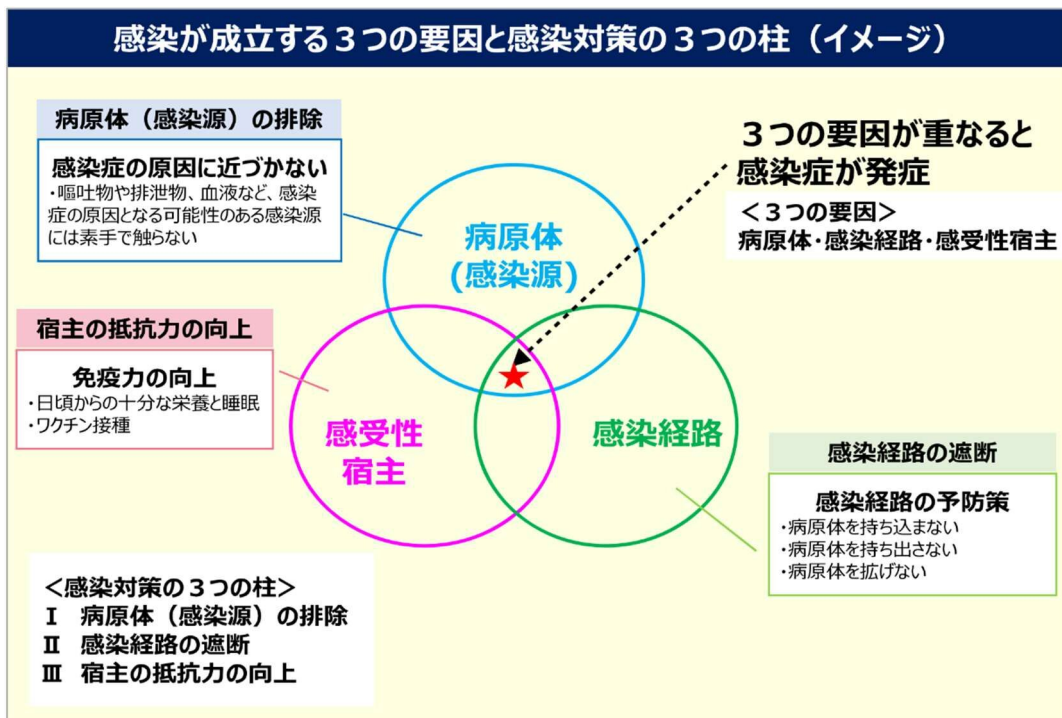 感染が成立する３つの要因と感染対策の３つの柱（イメージ）
病原体（感染源）の排除
感染症の原因に近づかない
・嘔吐物や排泄物、血液など、感染
症の原因となる可能性のある感染源
には素手で触らない
３つの要因が重なると
感染症が発症
＜３つの要因＞
病原体・感染経路・感受性宿主
病原体
(感染源)
宿主の抵抗力の向上
免疫力の向上
・日頃からの十分な栄養と睡眠
・ワクチン接種
感受性
宿主
感染経路
感染経路の遮断
感染経路の予防策
・病原体を持ち込まない
・病原体を持ち出さない
・病原体を拡げない
＜感染対策の３つの柱＞
Ⅰ　病原体（感染源）の排除
Ⅱ　感染経路の遮断
Ⅲ　宿主の抵抗力の向上